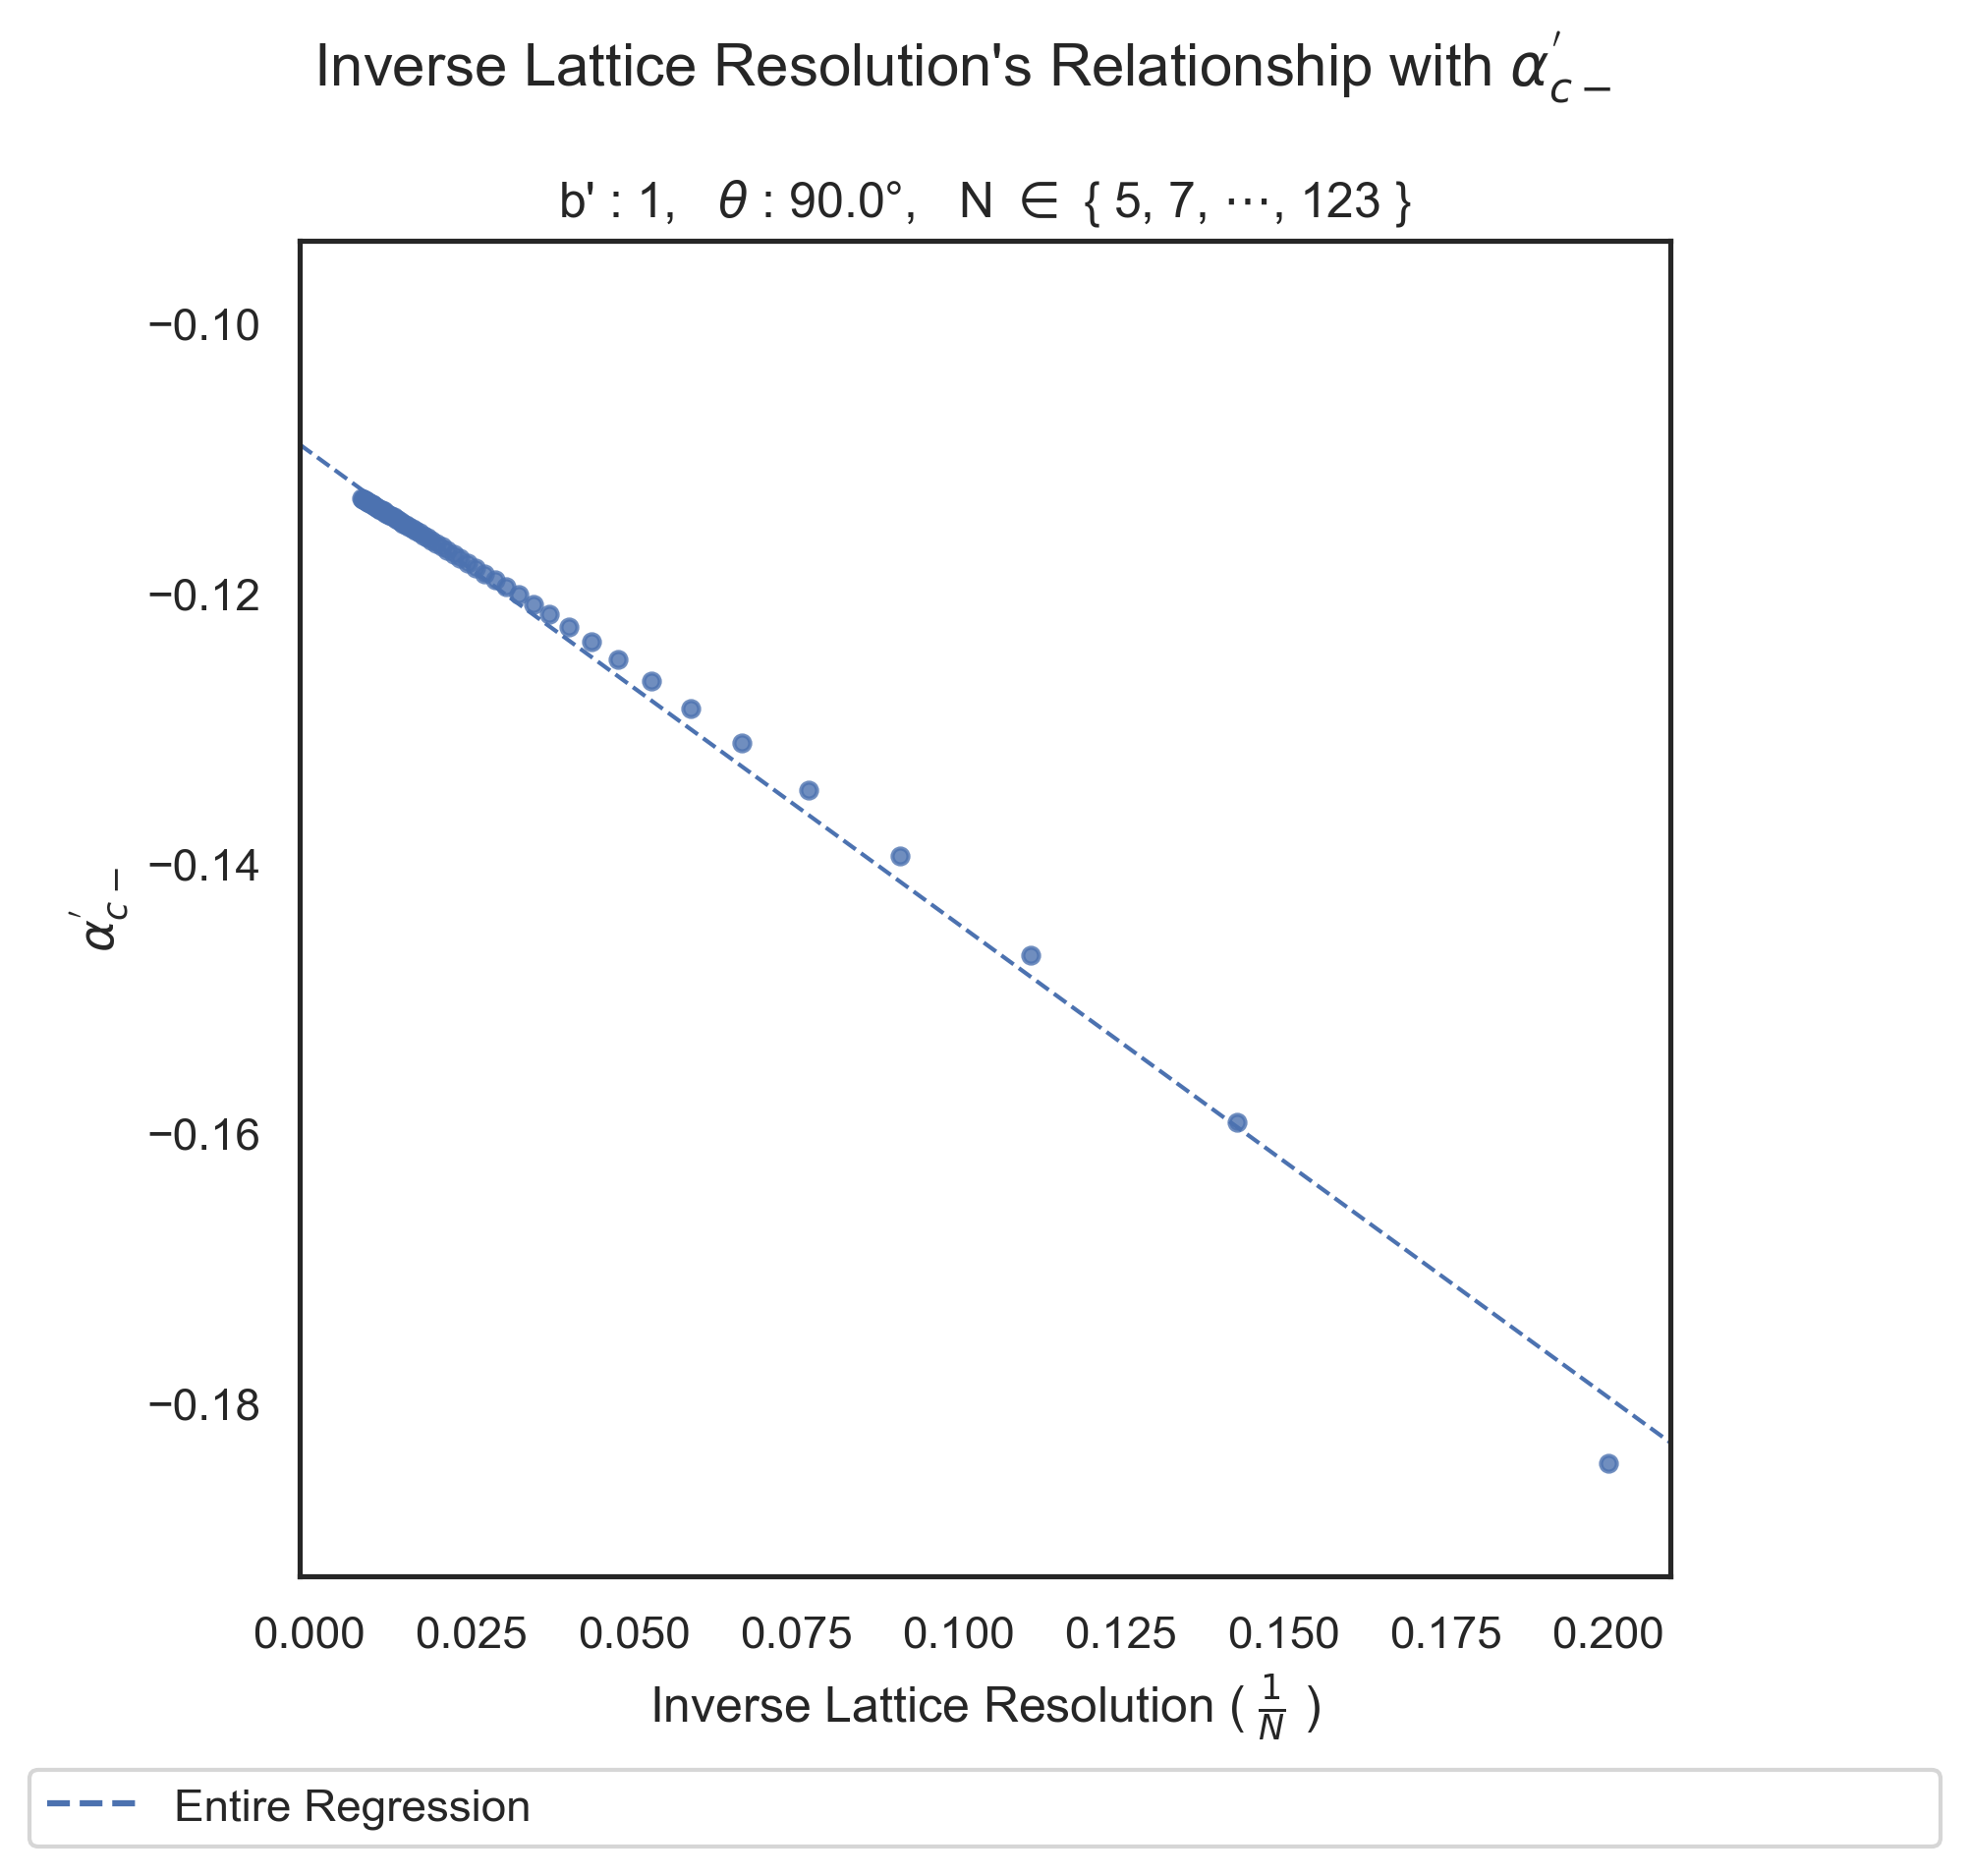 Inverse Lattice Resolution's Relationship with α'c−
b' : 1, θ : 90.0°, N ∈ { 5, 7, ⋯, 123 }
−0.10
−0.12
−0.14
−0.16
−0.18
α'c−
0.000 0.025 0.050 0.075 0.100 0.125 0.150 0.175 0.200
Inverse Lattice Resolution ( 1/N )
Entire Regression